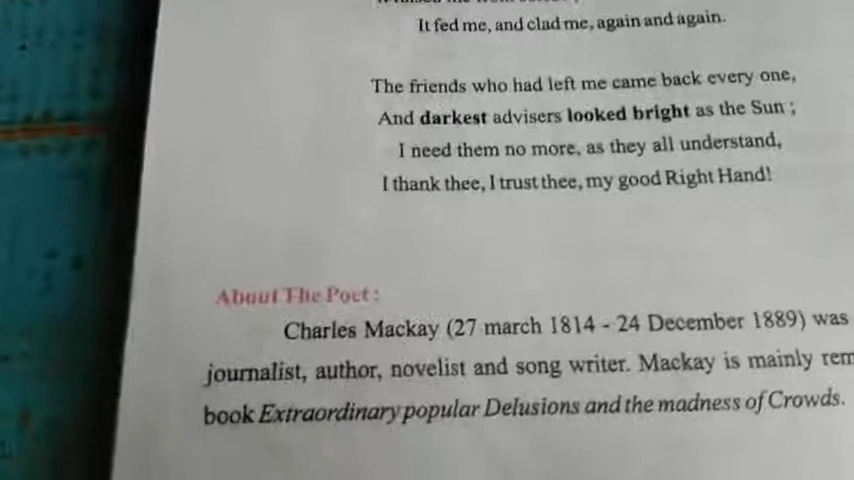 It fed me, and clad me, again and again.
The friends who had left me came back every one,
And darkest advisers looked bright as the Sun ;
I need them no more, as they all understand,
I thank thee, I trust thee, my good Right Hand!
About The Poet :
Charles Mackay (27 march 1814 - 24 December 1889) was
journalist, author, novelist and song writer. Mackay is mainly rem
book Extraordinary popular Delusions and the madness of Crowds.